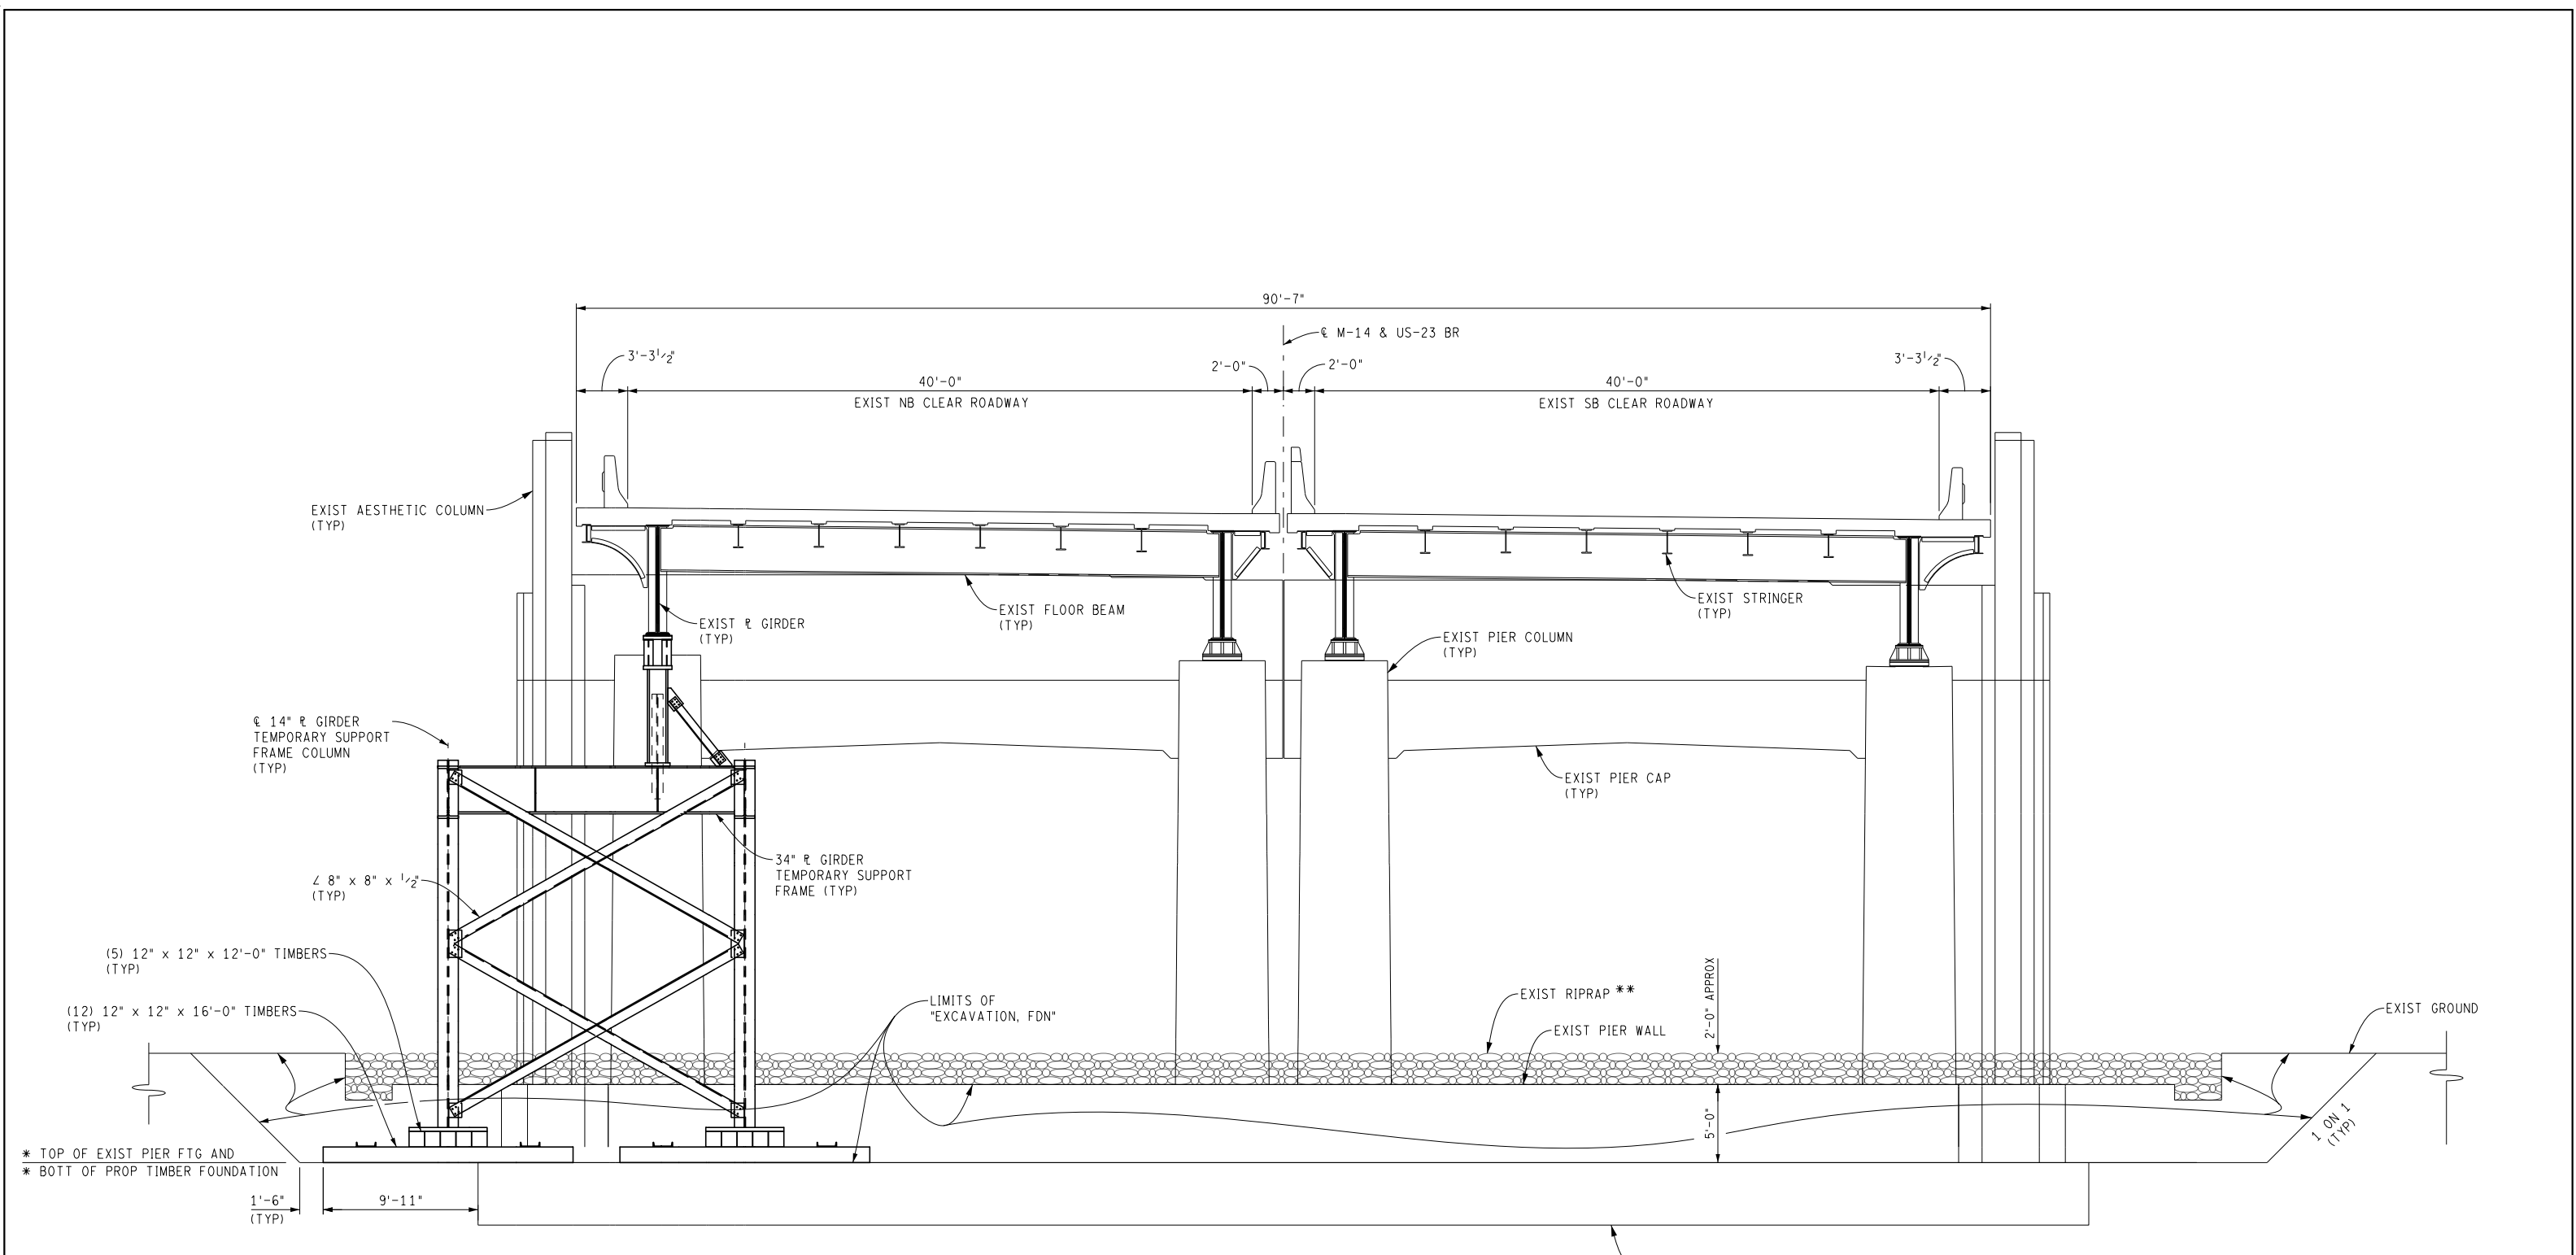 90'-7"
℄ M-14 & US-23 BR
3'-3 1/2"
2'-0"
2'-0"
3'-3 1/2"
40'-0"
EXIST NB CLEAR ROADWAY
40'-0"
EXIST SB CLEAR ROADWAY
EXIST AESTHETIC COLUMN
(TYP)
EXIST ⅊ GIRDER
(TYP)
EXIST FLOOR BEAM
(TYP)
EXIST STRINGER
(TYP)
EXIST PIER COLUMN
(TYP)
℄ 14" ⅊ GIRDER
TEMPORARY SUPPORT
FRAME COLUMN
(TYP)
EXIST PIER CAP
(TYP)
34" ⅊ GIRDER
TEMPORARY SUPPORT
FRAME (TYP)
∠ 8" x 8" x 1/2"
(TYP)
(5) 12" x 12" x 12'-0" TIMBERS
(TYP)
(12) 12" x 12" x 16'-0" TIMBERS
(TYP)
LIMITS OF
"EXCAVATION, FDN"
EXIST RIPRAP **
EXIST PIER WALL
2'-0" APPROX
EXIST GROUND
5'-0"
1 ON 1
(TYP)
* TOP OF EXIST PIER FTG AND
* BOTT OF PROP TIMBER FOUNDATION
1'-6"
(TYP)
9'-11"